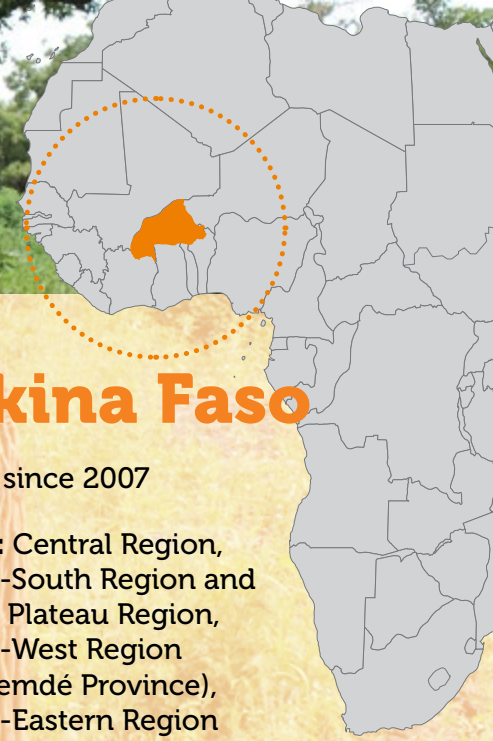 kina Faso
since 2007
: Central Region,
-South Region and
Plateau Region,
-West Region
emdé Province),
-Eastern Region